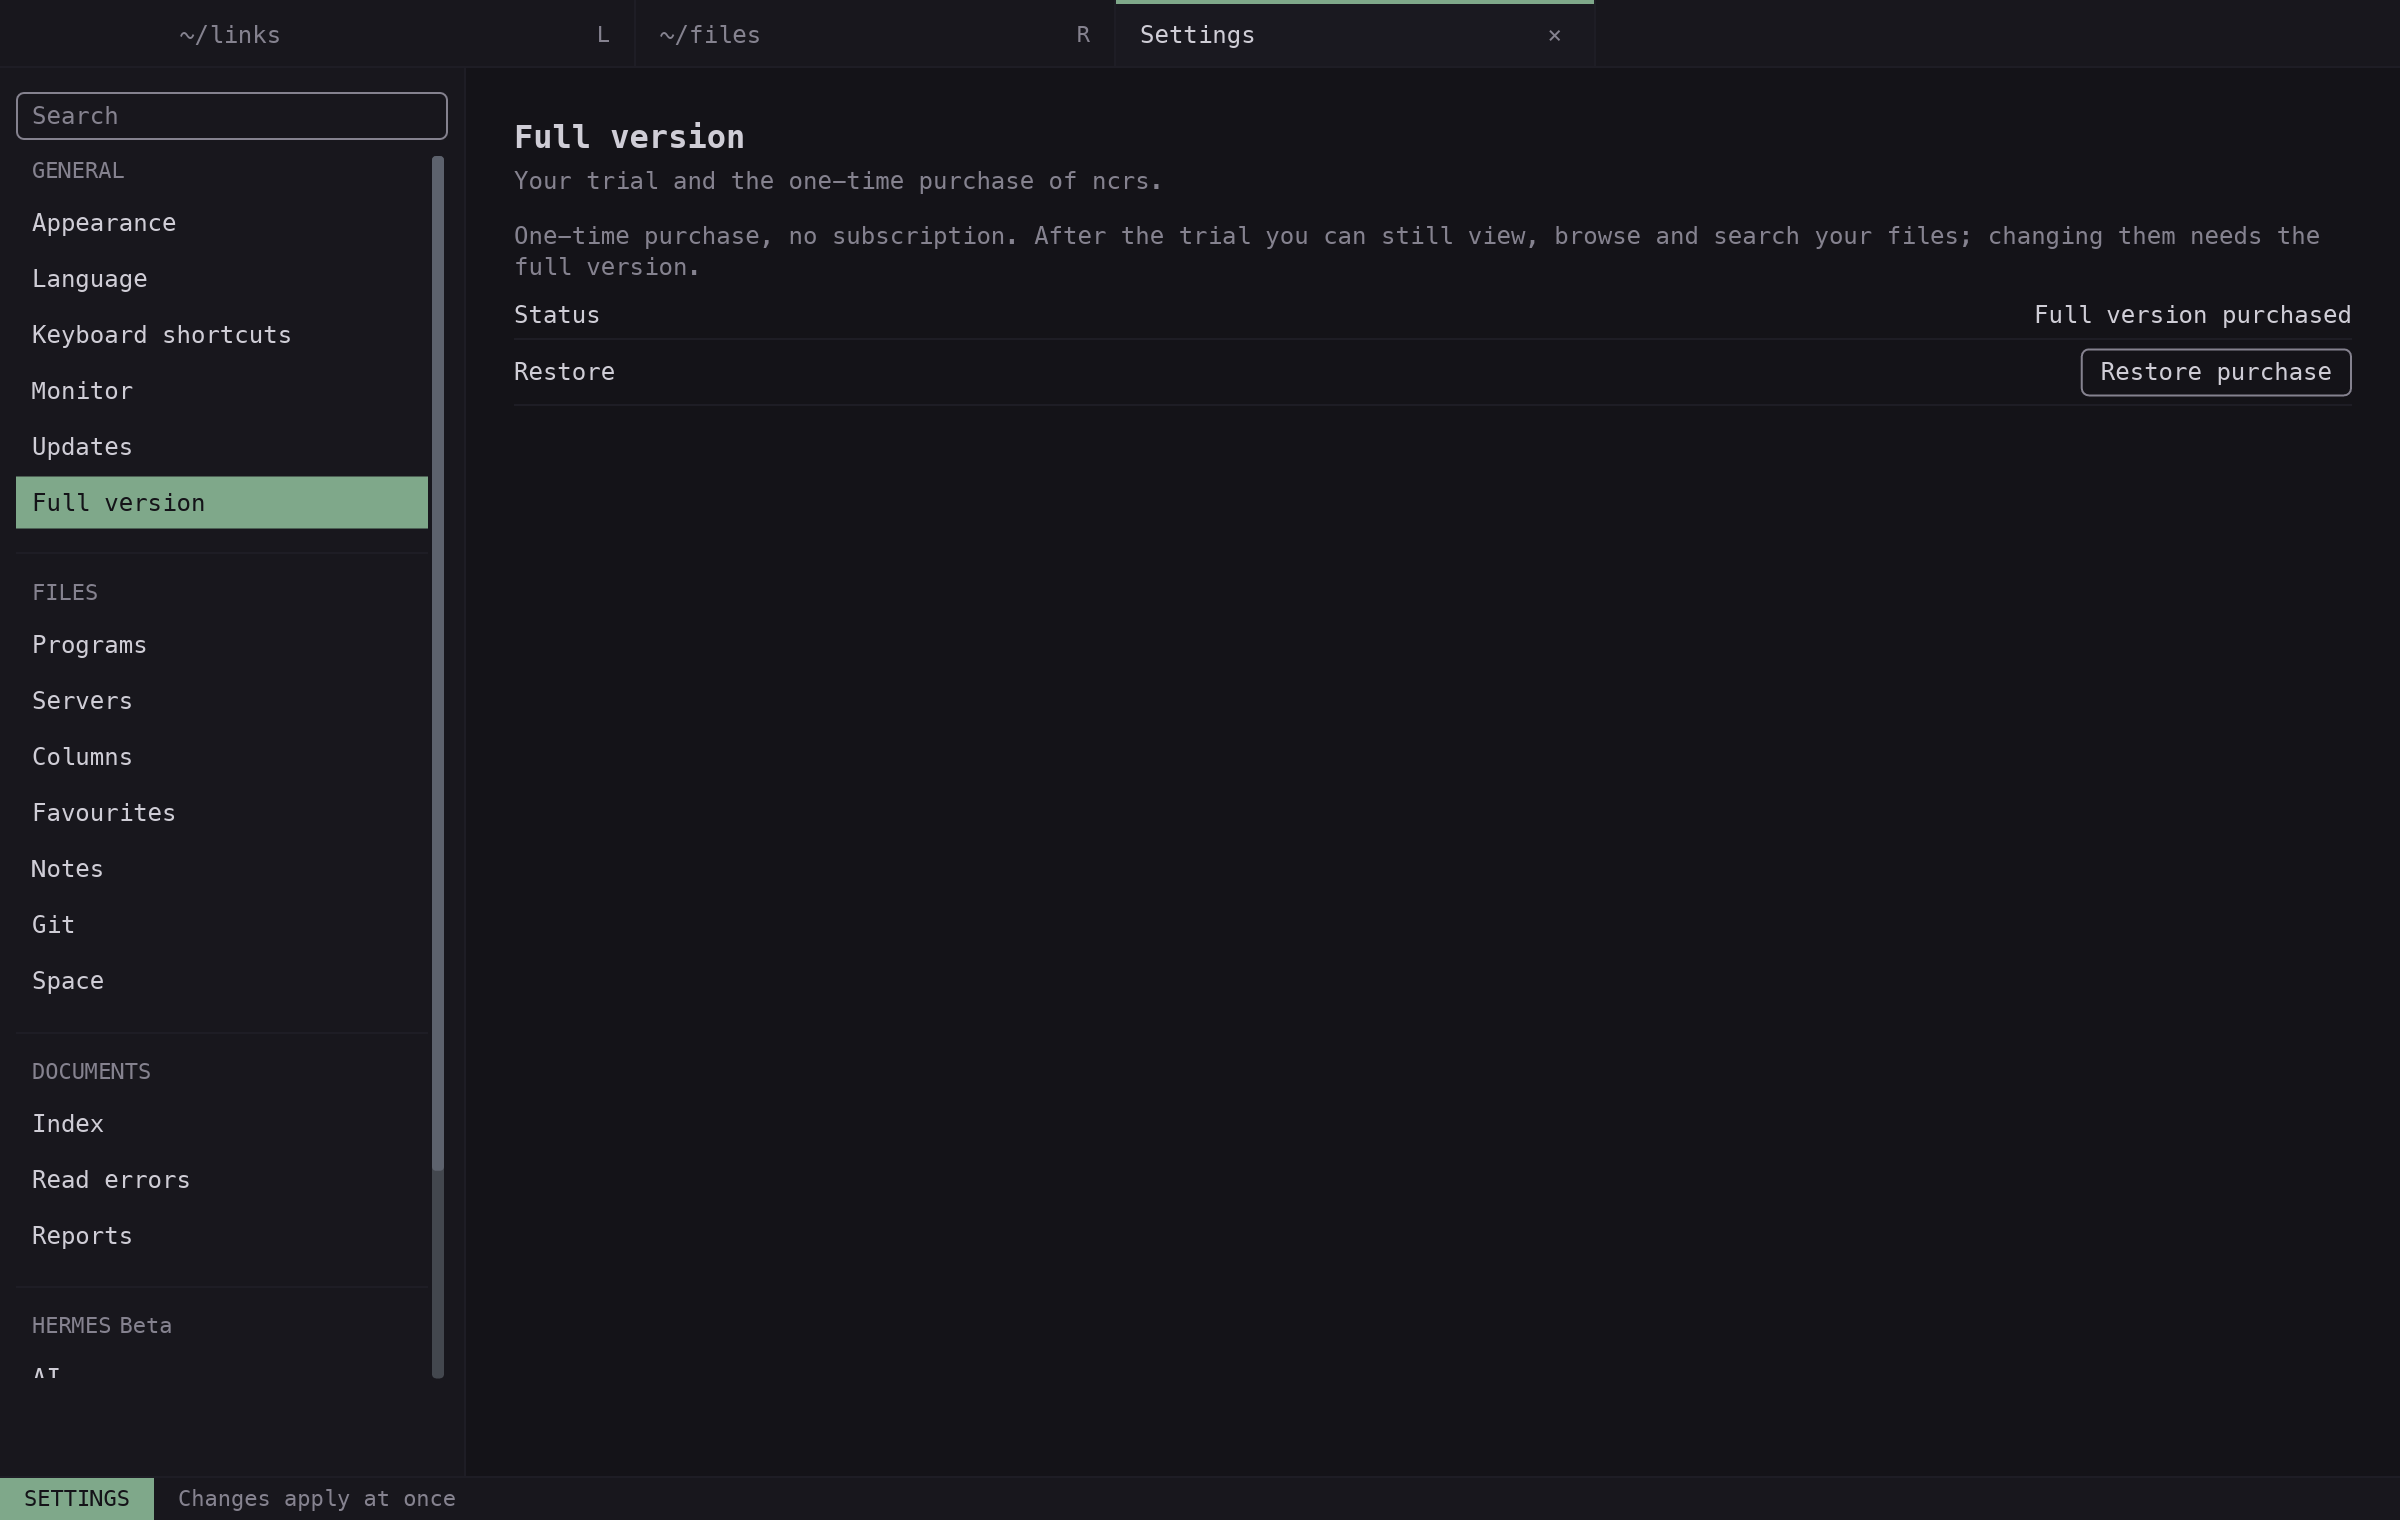 ~/links L ~/files R Settings ×
Search
GENERAL
Appearance
Language
Keyboard shortcuts
Monitor
Updates
Full version
FILES
Programs
Servers
Columns
Favourites
Notes
Git
Space
DOCUMENTS
Index
Read errors
Reports
HERMES Beta
AI
Full version
Your trial and the one-time purchase of ncrs.
One-time purchase, no subscription. After the trial you can still view, browse and search your files; changing them needs the
full version.
Status Full version purchased
Restore Restore purchase
SETTINGS Changes apply at once